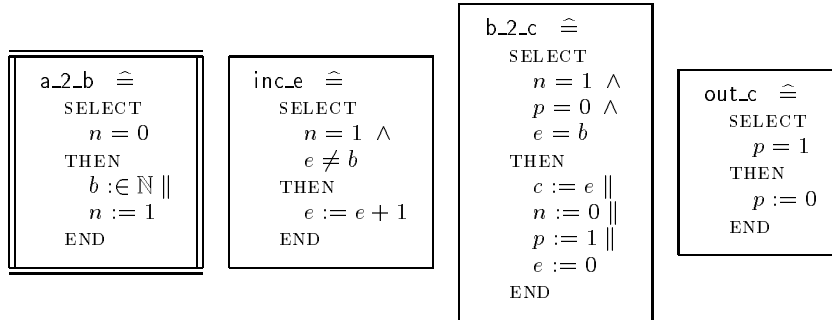 a_2_b ≙
SELECT
n = 0
THEN
b :∈ ℕ ‖
n := 1
END
inc_e ≙
SELECT
n = 1 ∧
e ≠ b
THEN
e := e + 1
END
b_2_c ≙
SELECT
n = 1 ∧
p = 0 ∧
e = b
THEN
c := e ‖
n := 0 ‖
p := 1 ‖
e := 0
END
out_c ≙
SELECT
p = 1
THEN
p := 0
END